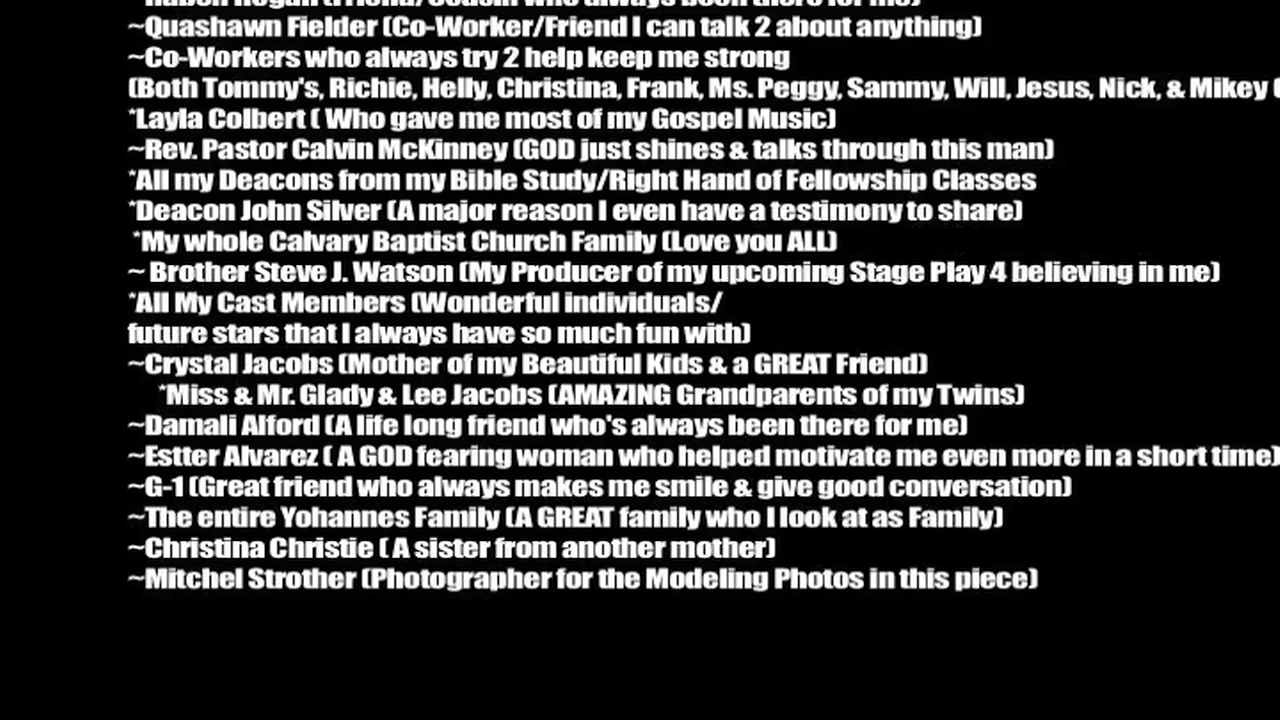 ~Quashawn Fielder (Co-Worker/Friend I can talk 2 about anything)
~Co-Workers who always try 2 help keep me strong
(Both Tommy's, Richie, Helly, Christina, Frank, Ms. Peggy, Sammy, Will, Jesus, Nick, & Mikey
*Layla Colbert ( Who gave me most of my Gospel Music)
~Rev. Pastor Calvin McKinney (GOD just shines & talks through this man)
*All my Deacons from my Bible Study/Right Hand of Fellowship Classes
*Deacon John Silver (A major reason I even have a testimony to share)
*My whole Calvary Baptist Church Family (Love you ALL)
~ Brother Steve J. Watson (My Producer of my upcoming Stage Play 4 believing in me)
*All My Cast Members (Wonderful individuals/
future stars that I always have so much fun with)
~Crystal Jacobs (Mother of my Beautiful Kids & a GREAT Friend)
*Miss & Mr. Glady & Lee Jacobs (AMAZING Grandparents of my Twins)
~Damali Alford (A life long friend who's always been there for me)
~Estter Alvarez ( A GOD fearing woman who helped motivate me even more in a short time)
~G-1 (Great friend who always makes me smile & give good conversation)
~The entire Yohannes Family (A GREAT family who I look at as Family)
~Christina Christie ( A sister from another mother)
~Mitchel Strother (Photographer for the Modeling Photos in this piece)